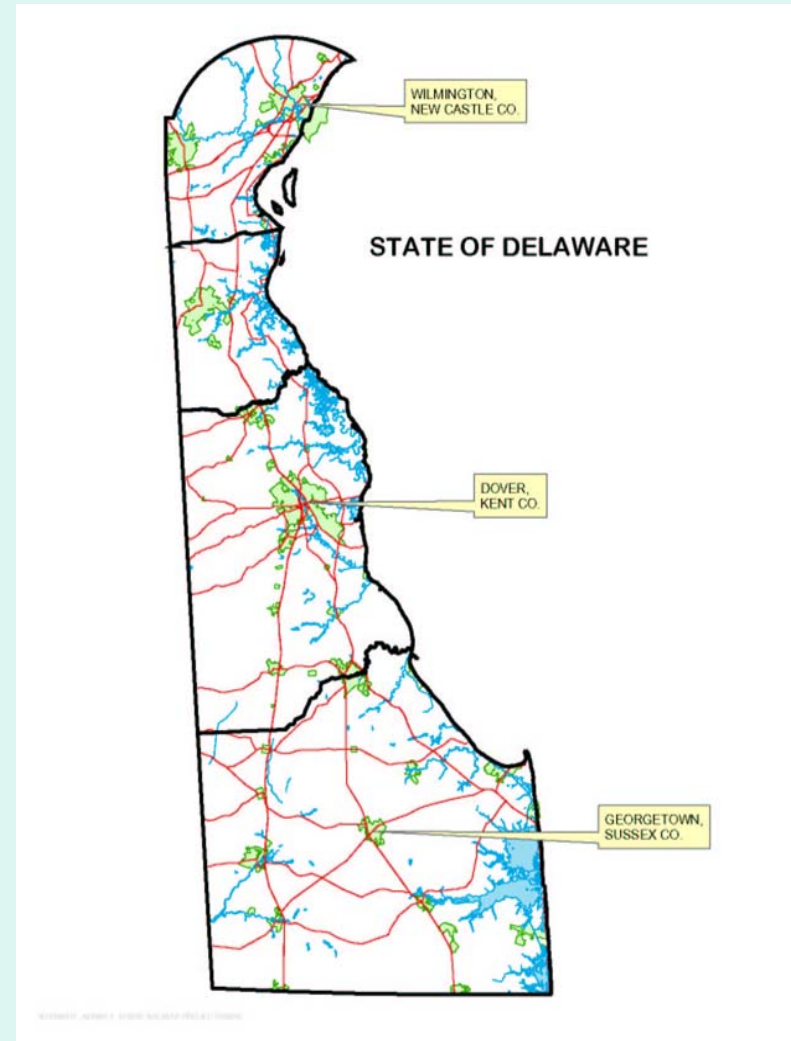 WILMINGTON,
NEW CASTLE CO.
STATE OF DELAWARE
DOVER,
KENT CO.
GEORGETOWN,
SUSSEX CO.